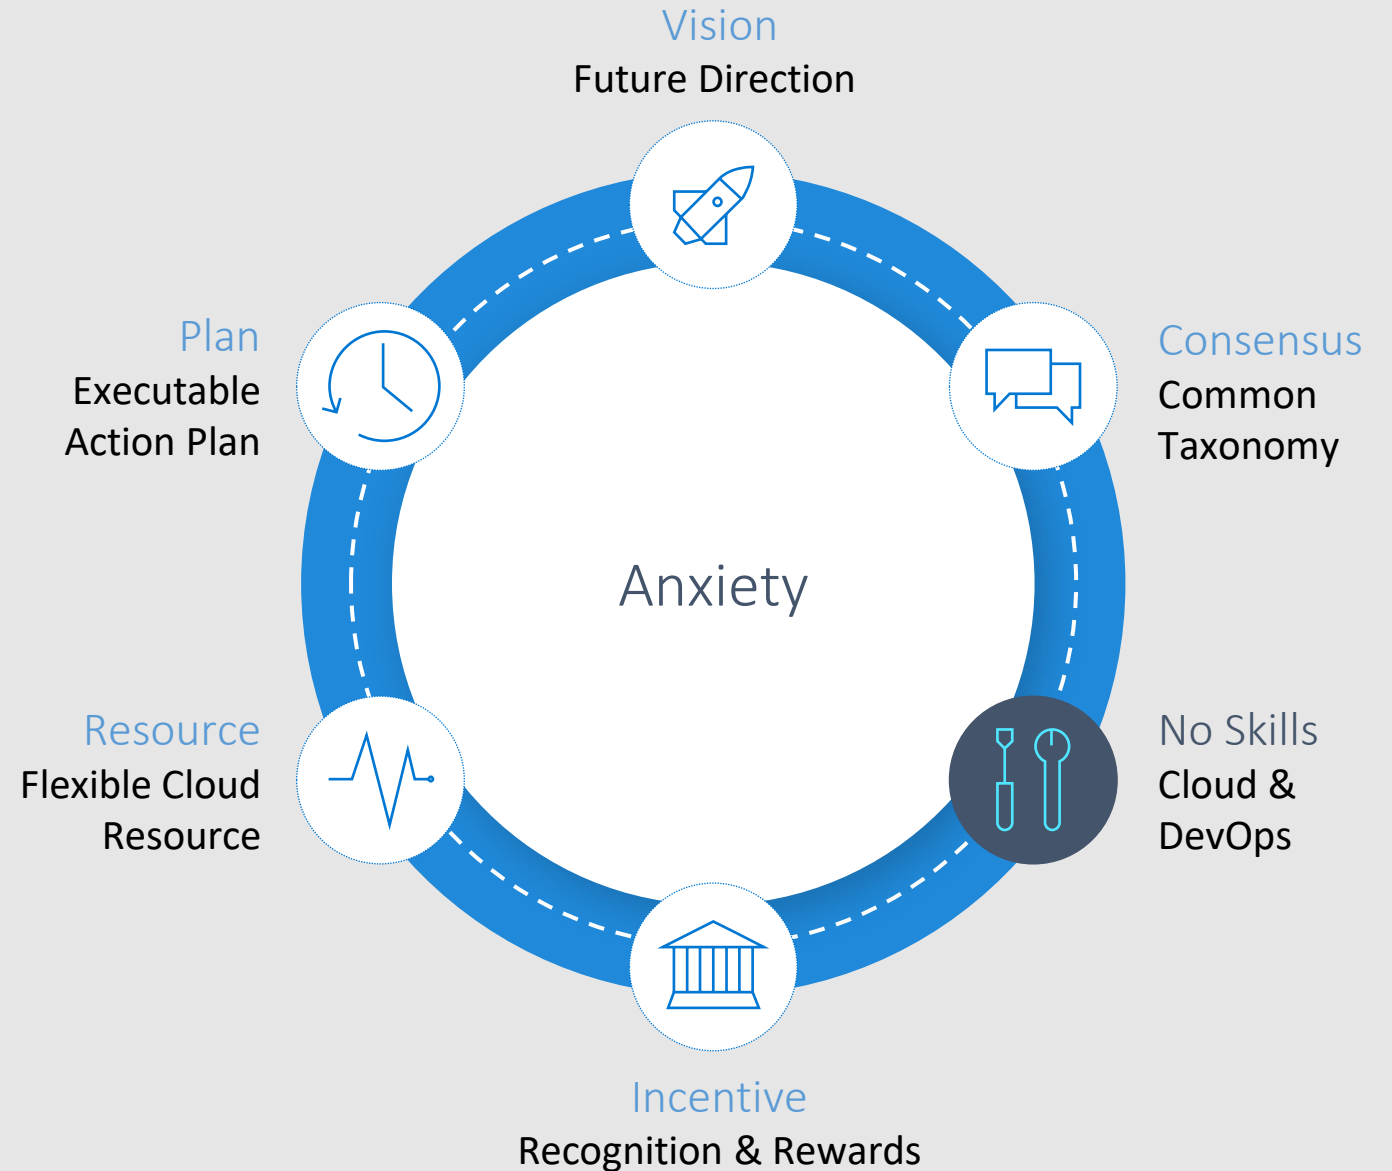 Vision
Future Direction
Plan
Executable
Action Plan
Consensus
Common
Taxonomy
Anxiety
Resource
Flexible Cloud
Resource
No Skills
Cloud &
DevOps
Incentive
Recognition & Rewards